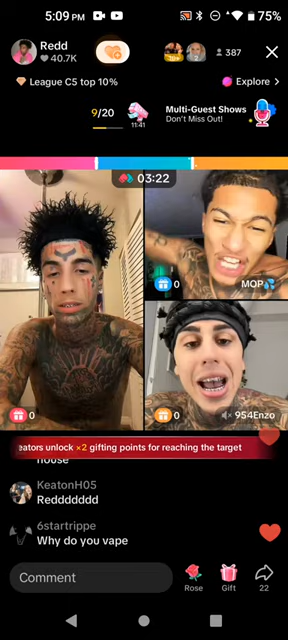 5:09 PM
75%
Redd
40.7K
387
League C5 top 10%
Explore >
9/20
11:41
Multi-Guest Shows
Don't Miss Out!
03:22
0
MOP💦
0
0
954Enzo
eators unlock ×2 gifting points for reaching the target
house
KeatonH05
Reddddddd
6startrippe
Why do you vape
Comment
Rose
Gift
22